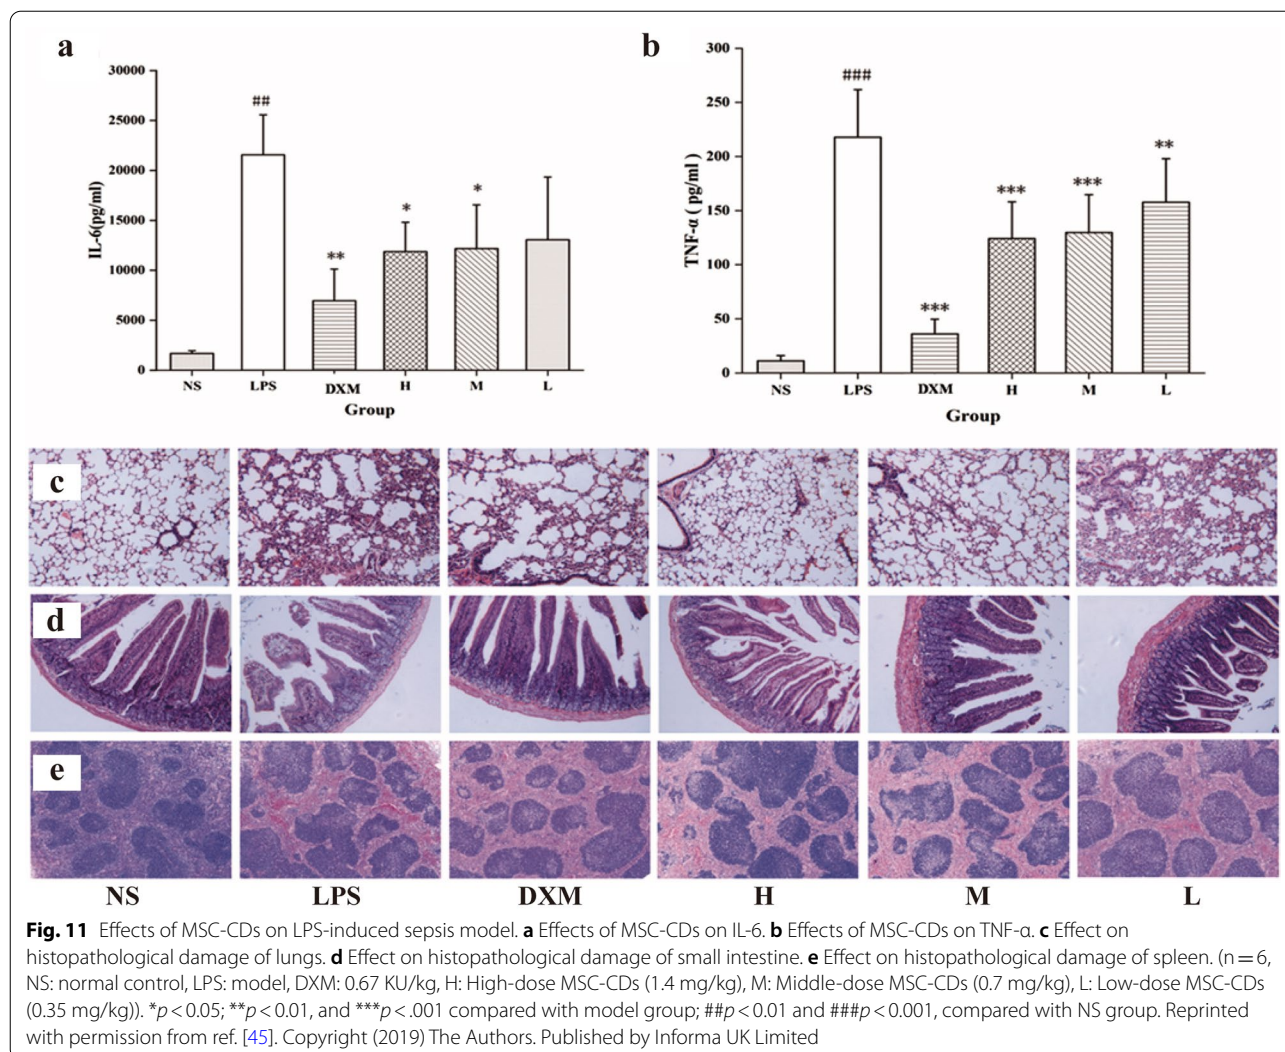 a
30000
25000
20000
15000
10000
5000
0
IL-6(pg/ml)
##
**
*
*
NS LPS DXM H M L
Group
b
300
250
200
150
100
50
0
TNF-α ( pg/ml )
###
***
***
***
**
NS LPS DXM H M L
Group
c
d
e
NS LPS DXM H M L
Fig. 11 Effects of MSC-CDs on LPS-induced sepsis model. a Effects of MSC-CDs on IL-6. b Effects of MSC-CDs on TNF-α. c Effect on
histopathological damage of lungs. d Effect on histopathological damage of small intestine. e Effect on histopathological damage of spleen. (n = 6,
NS: normal control, LPS: model, DXM: 0.67 KU/kg, H: High-dose MSC-CDs (1.4 mg/kg), M: Middle-dose MSC-CDs (0.7 mg/kg), L: Low-dose MSC-CDs
(0.35 mg/kg)). *p < 0.05; **p < 0.01, and ***p < .001 compared with model group; ##p < 0.01 and ###p < 0.001, compared with NS group. Reprinted
with permission from ref. [45]. Copyright (2019) The Authors. Published by Informa UK Limited